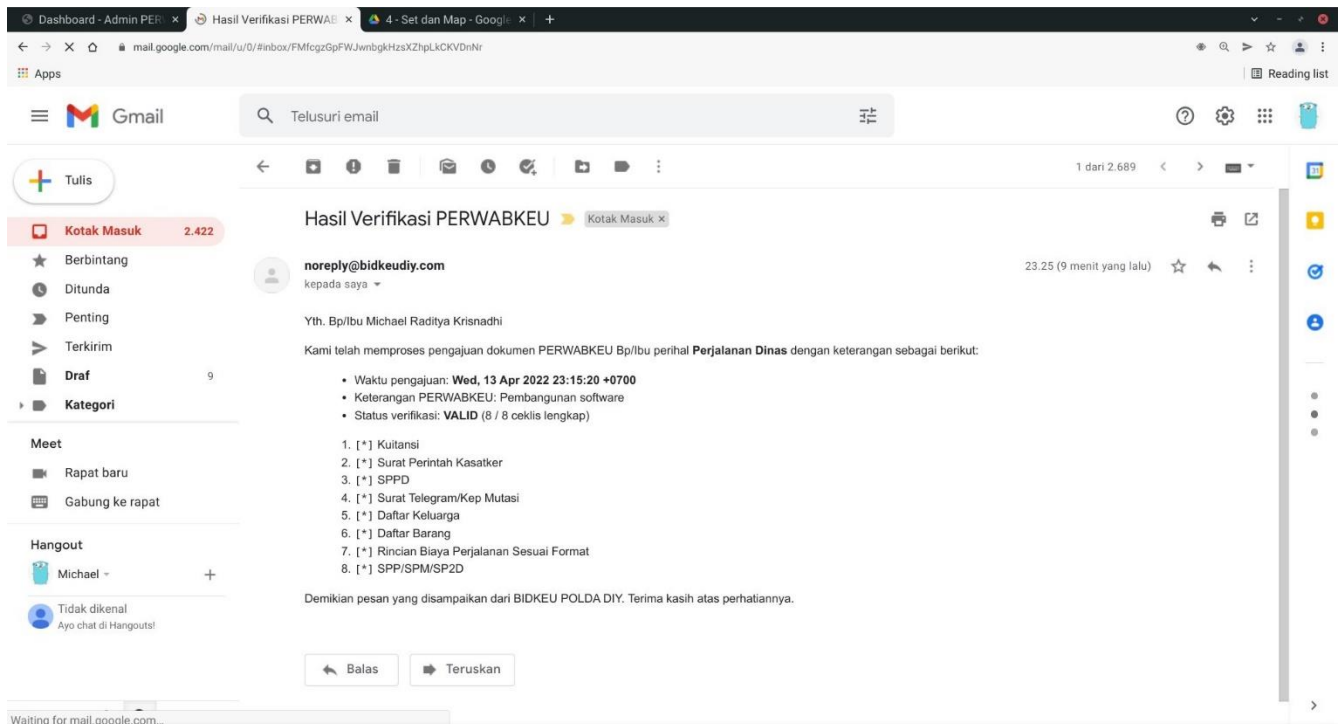 Dashboard - Admin PER
Hasil Verifikasi PERWAB
4 - Set dan Map - Google
mail.google.com/mail/u/0/#inbox/FMfcgzGpFWJwnbgkHzsXZhpLkCKVDnNr
Apps
Reading list
Gmail
Telusuri email
Tulis
1 dari 2.689
Kotak Masuk 2.422
Berbintang
Ditunda
Penting
Terkirim
Draf 9
Kategori
Meet
Rapat baru
Gabung ke rapat
Hangout
Michael
Tidak dikenal
Ayo chat di Hangouts!
Hasil Verifikasi PERWABKEU Kotak Masuk ×
noreply@bidkeudiy.com 23.25 (9 menit yang lalu)
kepada saya
Yth. Bp/Ibu Michael Raditya Krisnadhi
Kami telah memproses pengajuan dokumen PERWABKEU Bp/Ibu perihal Perjalanan Dinas dengan keterangan sebagai berikut:
• Waktu pengajuan: Wed, 13 Apr 2022 23:15:20 +0700
• Keterangan PERWABKEU: Pembangunan software
• Status verifikasi: VALID (8 / 8 ceklis lengkap)
1. [*] Kuitansi
2. [*] Surat Perintah Kasatker
3. [*] SPPD
4. [*] Surat Telegram/Kep Mutasi
5. [*] Daftar Keluarga
6. [*] Daftar Barang
7. [*] Rincian Biaya Perjalanan Sesuai Format
8. [*] SPP/SPM/SP2D
Demikian pesan yang disampaikan dari BIDKEU POLDA DIY. Terima kasih atas perhatiannya.
Balas
Teruskan
Waiting for mail.google.com...